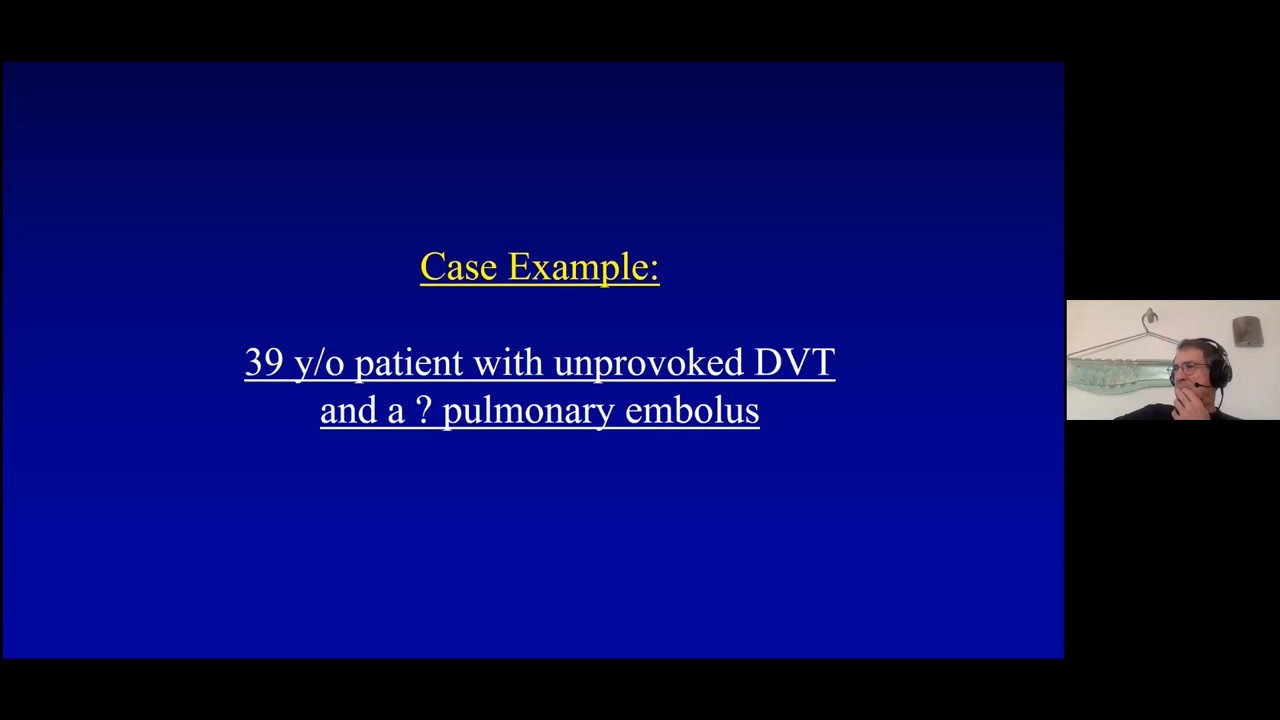 Case Example:
39 y/o patient with unprovoked DVT
and a ? pulmonary embolus